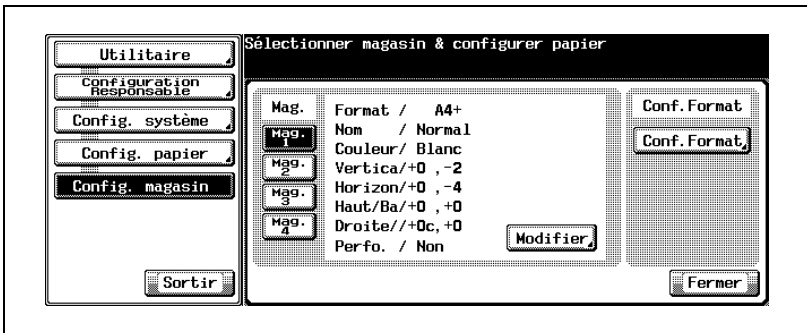 Utilitaire
Configuration
Responsable
Config. système
Config. papier
Config. magasin
Sortir
Sélectionner magasin & configurer papier
Mag.
Mag.
1
Mag.
2
Mag.
3
Mag.
4
Format / A4+
Nom / Normal
Couleur/ Blanc
Vertica/+0 ,-2
Horizon/+0 ,-4
Haut/Ba/+0 ,+0
Droite//+0c,+0
Perfo. / Non
Modifier
Conf.Format
Conf.Format
Fermer